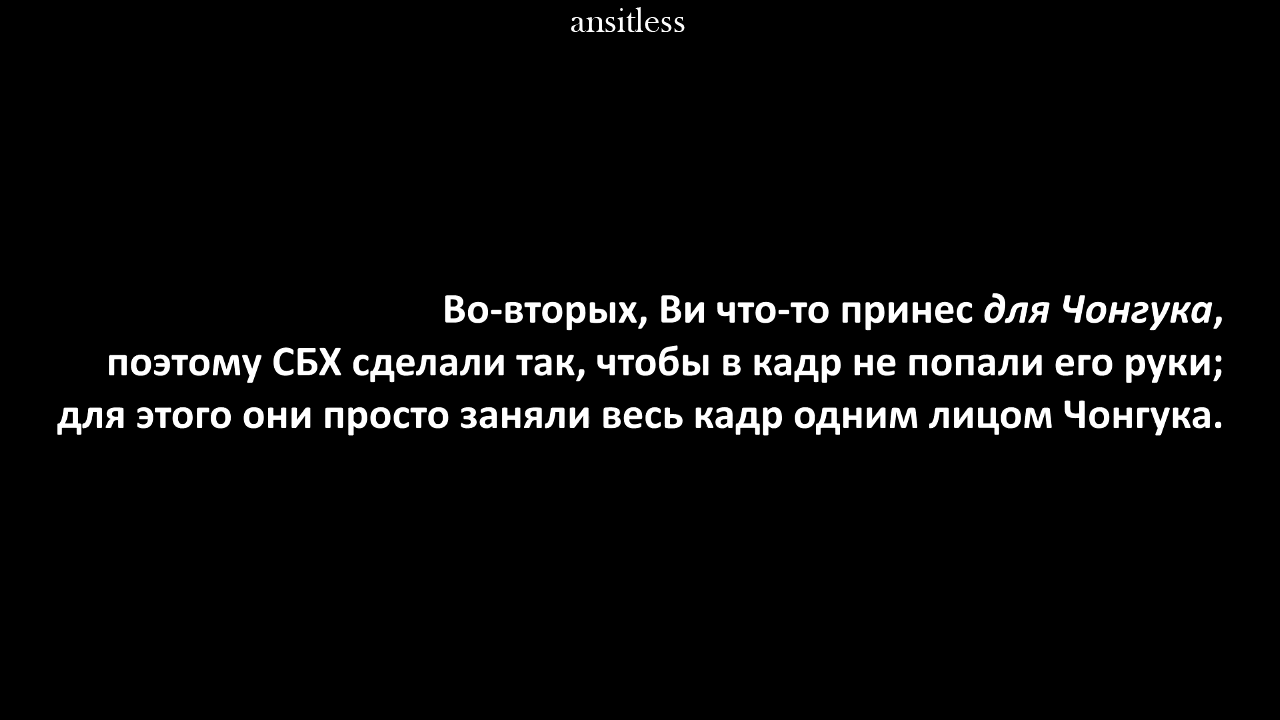 ansitless
Во-вторых, Ви что-то принес для Чонгука,
поэтому СБХ сделали так, чтобы в кадр не попали его руки;
для этого они просто заняли весь кадр одним лицом Чонгука.